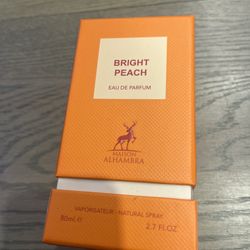 BRIGHT
PEACH
EAU DE PARFUM
MAISON
ALHAMBRA
VAPORISATEUR - NATURAL SPRAY
80ml ℮
2.7 FL.OZ